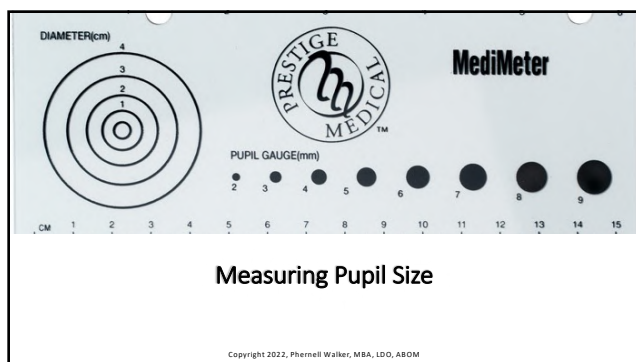 DIAMETER(cm)
4
3
2
1
PRESTIGE MEDICAL
TM
MediMeter
PUPIL GAUGE(mm)
2 3 4 5 6 7 8 9
CM 1 2 3 4 5 6 7 8 9 10 11 12 13 14 15
Measuring Pupil Size
Copyright 2022, Phernell Walker, MBA, LDO, ABOM